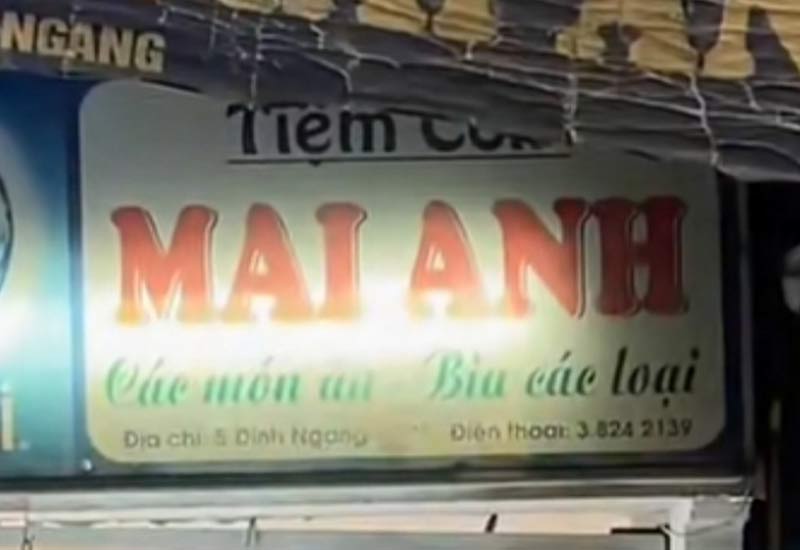 NGANG
Tiệm
MAI ANH
Các món ăn - Bia các loại
Địa chỉ: 5 Đình Ngang Điện thoại: 3.824 2139